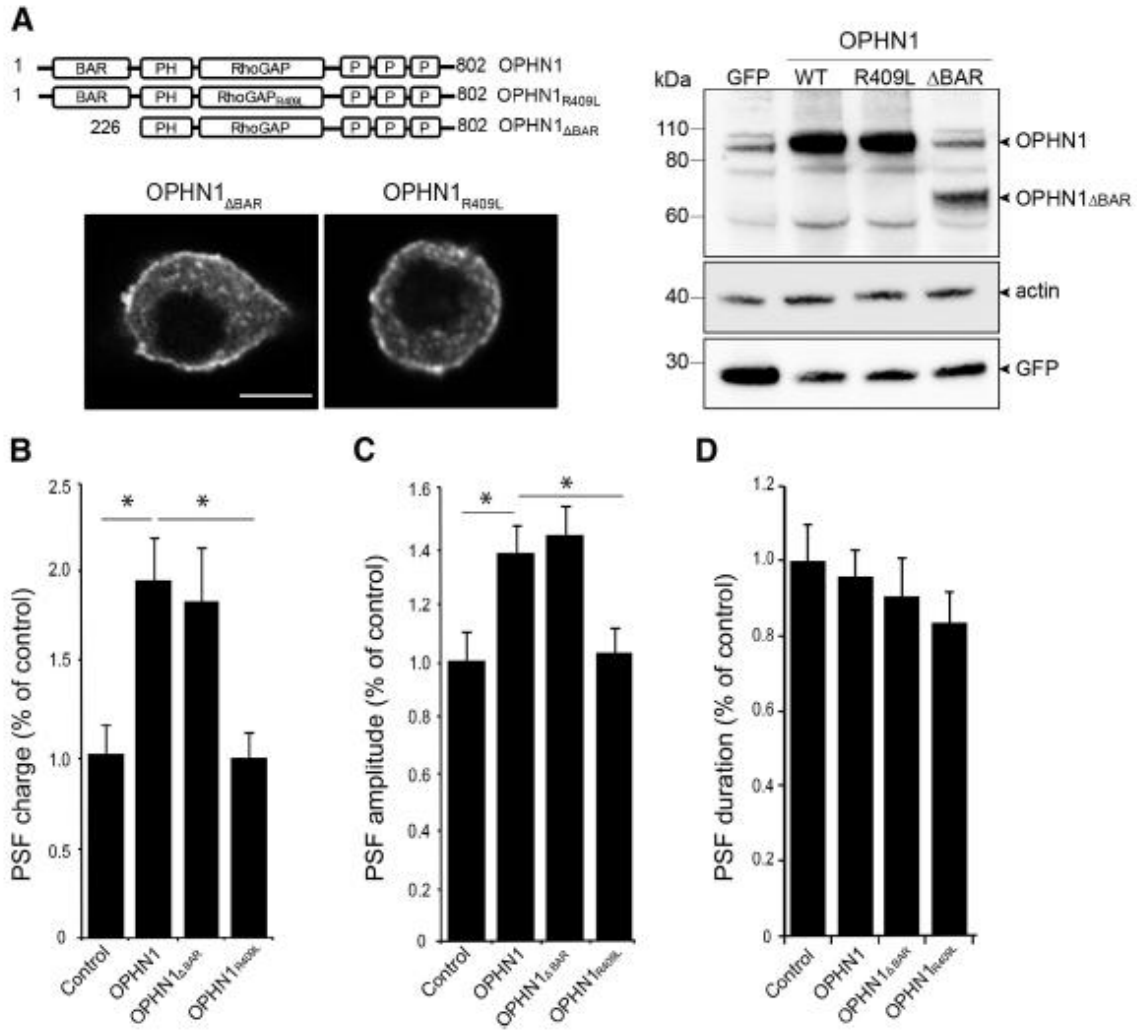 A
1 BAR PH RhoGAP P P P 802 OPHN1
1 BAR PH RhoGAPR409L P P P 802 OPHN1R409L
226 PH RhoGAP P P P 802 OPHN1ΔBAR
OPHN1ΔBAR OPHN1R409L
OPHN1
kDa GFP WT R409L ΔBAR
110
80
60
OPHN1
OPHN1ΔBAR
40
actin
30
GFP
B
PSF charge (% of control)
2.5
2.0
1.5
1.0
0.5
0
* *
Control OPHN1 OPHN1ΔBAR OPHN1R409L
C
PSF amplitude (% of control)
1.6
1.4
1.2
1.0
0.8
0.6
0.4
0.2
0
* *
Control OPHN1 OPHN1ΔBAR OPHN1R409L
D
PSF duration (% of control)
1.2
1.0
0.8
0.6
0.4
0.2
0
Control OPHN1 OPHN1ΔBAR OPHN1R409L